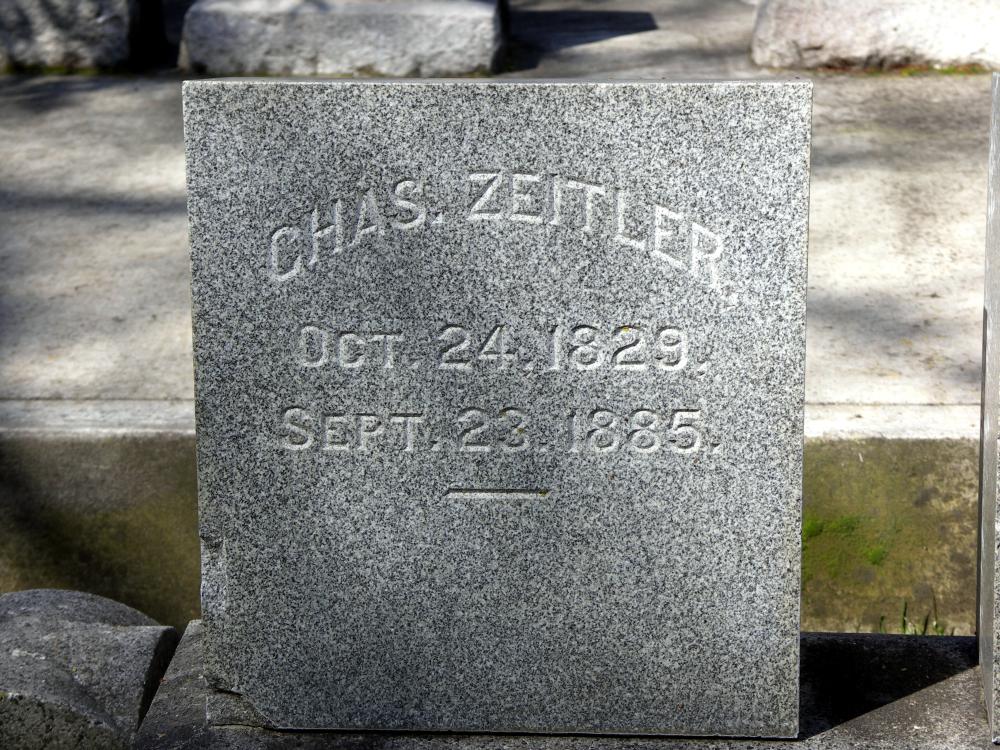 CHAS. ZEITLER.
OCT. 24. 1829.
SEPT. 23. 1885.